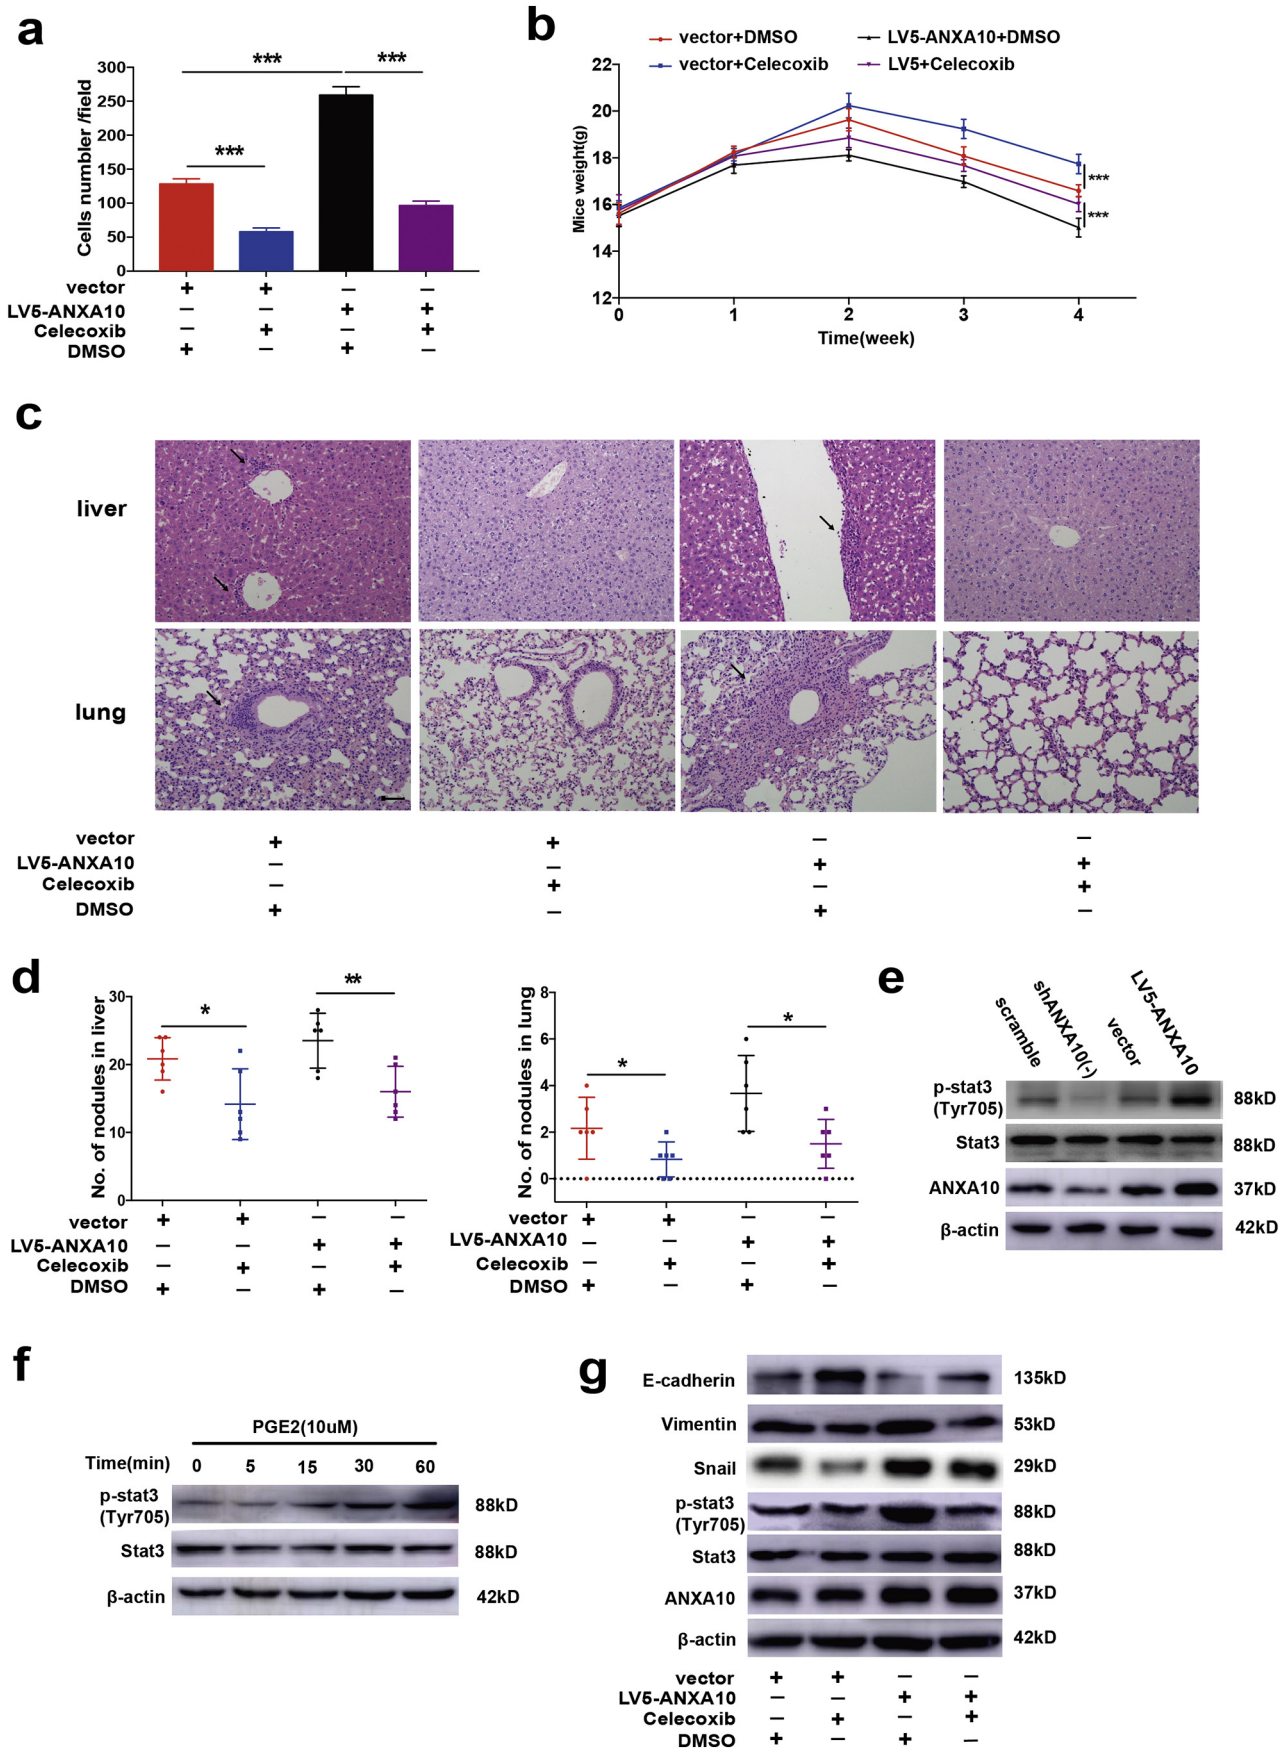 a
***
***
***
Cells numbler /field
300
250
200
150
100
50
0
vector + + − −
LV5-ANXA10 − − + +
Celecoxib − + − +
DMSO + − + −
b
vector+DMSO
LV5-ANXA10+DMSO
vector+Celecoxib
LV5+Celecoxib
Mice weight(g)
22
20
18
16
14
12
***
***
0 1 2 3 4
Time(week)
c
liver
lung
vector + + − −
LV5-ANXA10 − − + +
Celecoxib − + − +
DMSO + − + −
d
No. of nodules in liver
30
20
10
0
*
**
vector + + − −
LV5-ANXA10 − − + +
Celecoxib − + − +
DMSO + − + −
No. of nodules in lung
8
6
4
2
0
*
*
vector + + − −
LV5-ANXA10 − − + +
Celecoxib − + − +
DMSO + − + −
e
scramble
shANXA10(-)
vector
LV5-ANXA10
p-stat3
(Tyr705)
88kD
Stat3 88kD
ANXA10 37kD
β-actin 42kD
f
PGE2(10uM)
Time(min) 0 5 15 30 60
p-stat3
(Tyr705)
88kD
Stat3 88kD
β-actin 42kD
g
E-cadherin 135kD
Vimentin 53kD
Snail 29kD
p-stat3
(Tyr705)
88kD
Stat3 88kD
ANXA10 37kD
β-actin 42kD
vector + + − −
LV5-ANXA10 − − + +
Celecoxib − + − +
DMSO + − + −